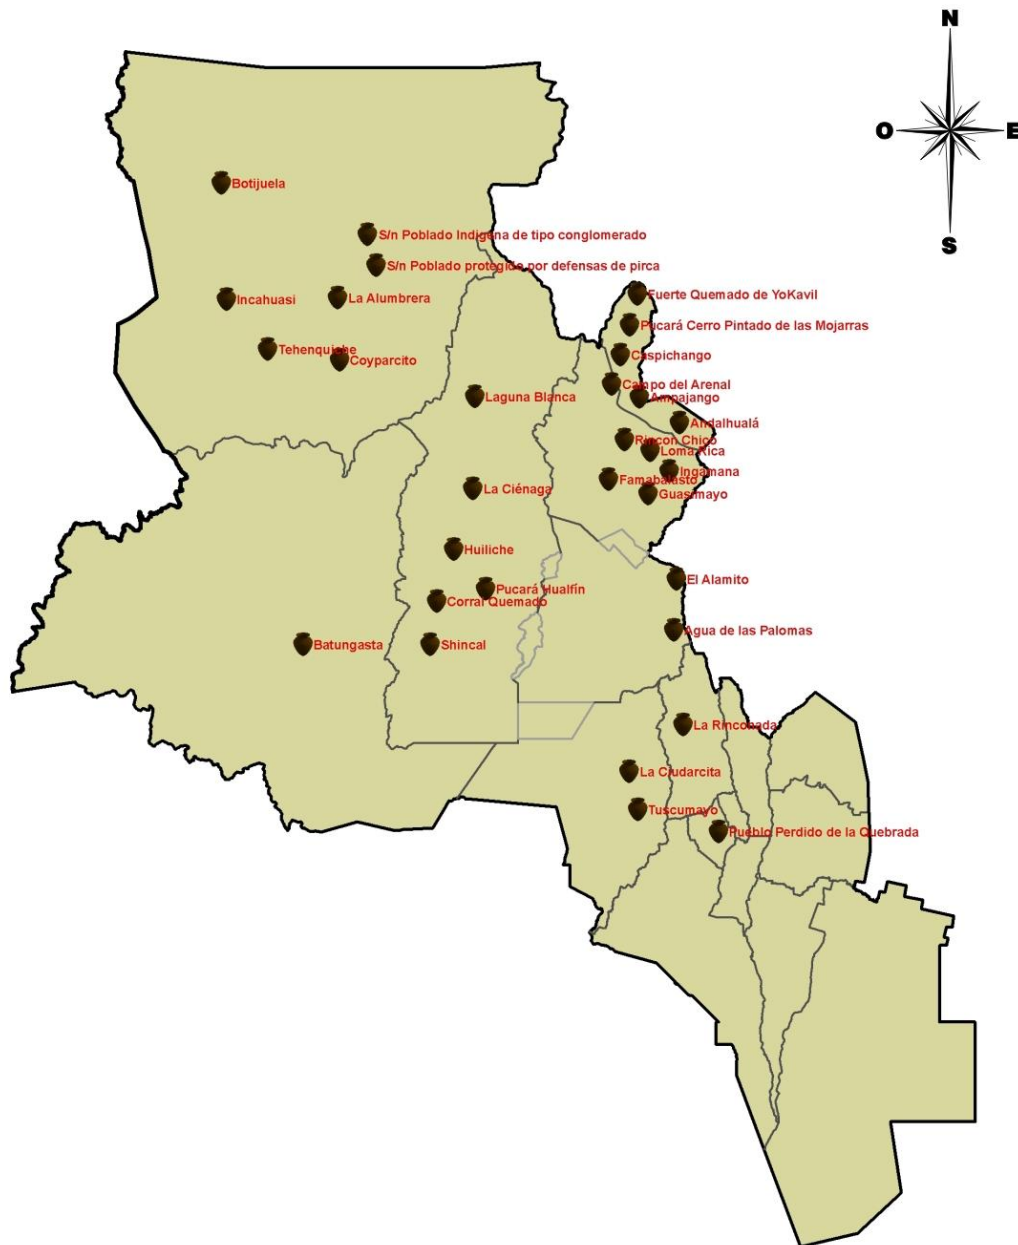 N
O
E
S
Botijuela
S/n Poblado Indigena de tipo conglomerado
S/n Poblado protegido por defensas de pirca
Incahuasi
La Alumbrera
Fuerte Quemado de YoKavil
Pucará Cerro Pintado de las Mojarras
Tehenquiche
Coyparcito
Caspichango
Campo del Arenal
Laguna Blanca
Ampajango
Andalhualá
Rincon Chico
Loma Rica
Ingamana
Famabalasto
La Ciénaga
Guasimayo
Huiliche
El Alamito
Pucará Hualfín
Corral Quemado
Agua de las Palomas
Batungasta
Shincal
La Rinconada
La Ciudarcita
Tuscumayo
Pueblo Perdido de la Quebrada